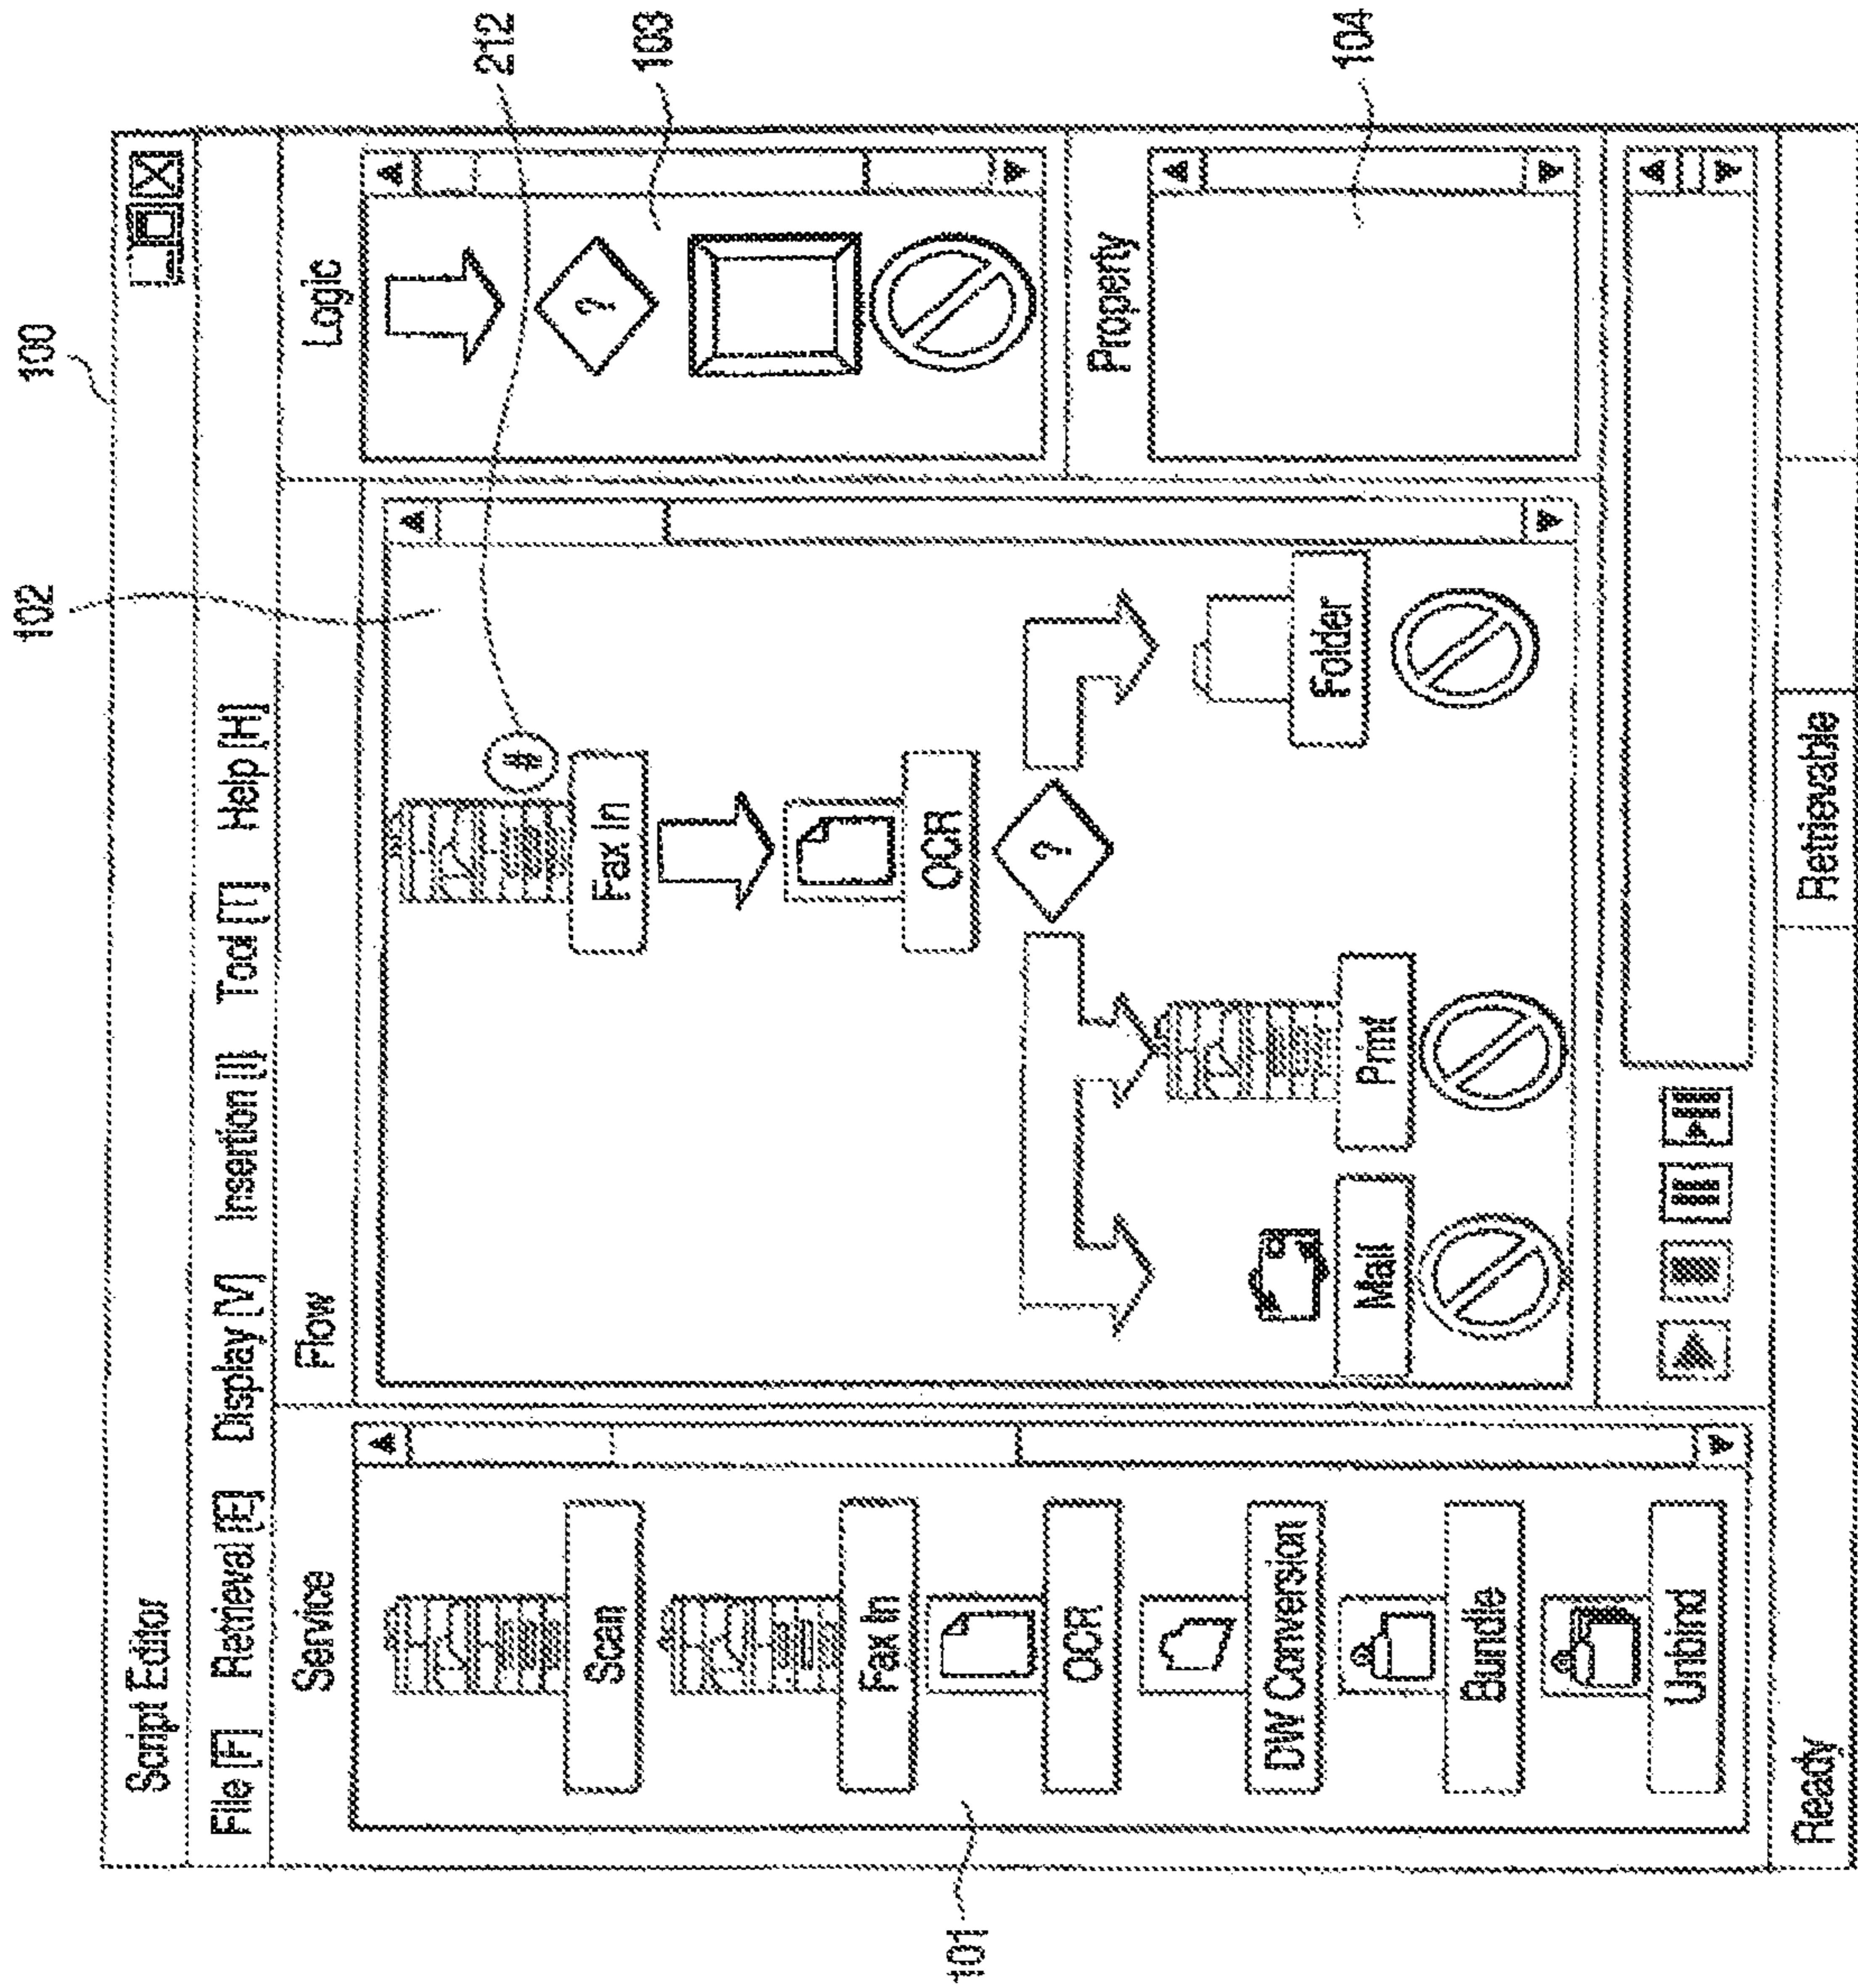 100
102
212
103
104
101
Script Editor
File [F] Retrieval [E] Display [V] Insertion [I] Tool [T] Help [H]
Service
Scan
Fax In
OCR
DW Conversion
Bundle
Unbind
Flow
#
Fax In
OCR
?
Mail
Print
Folder
Logic
?
Property
Ready
Retrievable